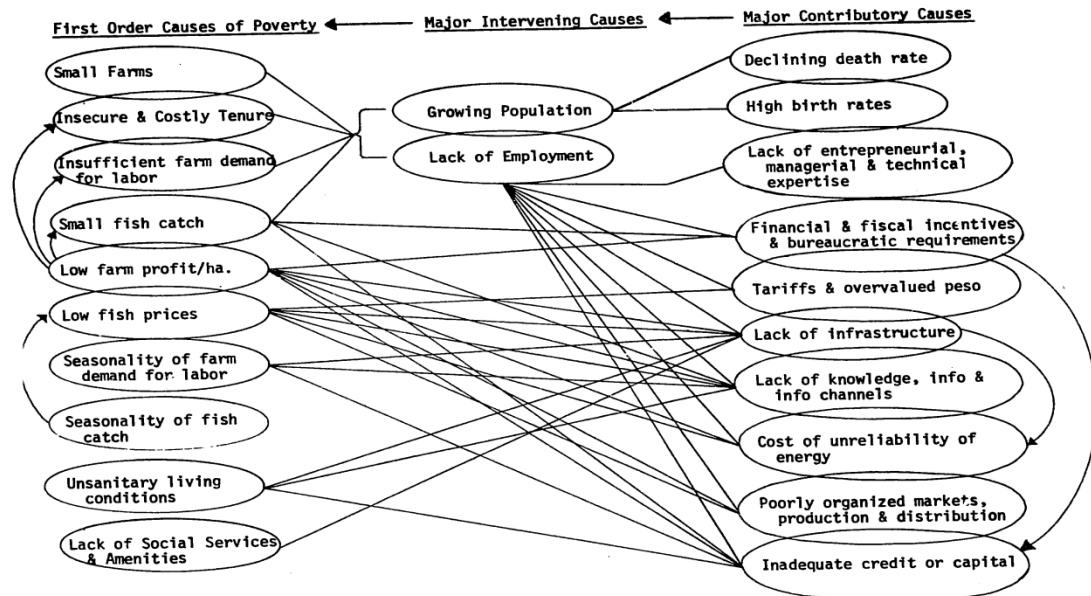 First Order Causes of Poverty
Major Intervening Causes
Major Contributory Causes
Small Farms
Insecure & Costly Tenure
Insufficient farm demand
for labor
Small fish catch
Low farm profit/ha.
Low fish prices
Seasonality of farm
demand for labor
Seasonality of fish
catch
Unsanitary living
conditions
Lack of Social Services
& Amenities
Growing Population
Lack of Employment
Declining death rate
High birth rates
Lack of entrepreneurial,
managerial & technical
expertise
Financial & fiscal incentives
& bureaucratic requirements
Tariffs & overvalued peso
Lack of infrastructure
Lack of knowledge, info &
info channels
Cost of unreliability of
energy
Poorly organized markets,
production & distribution
Inadequate credit or capital